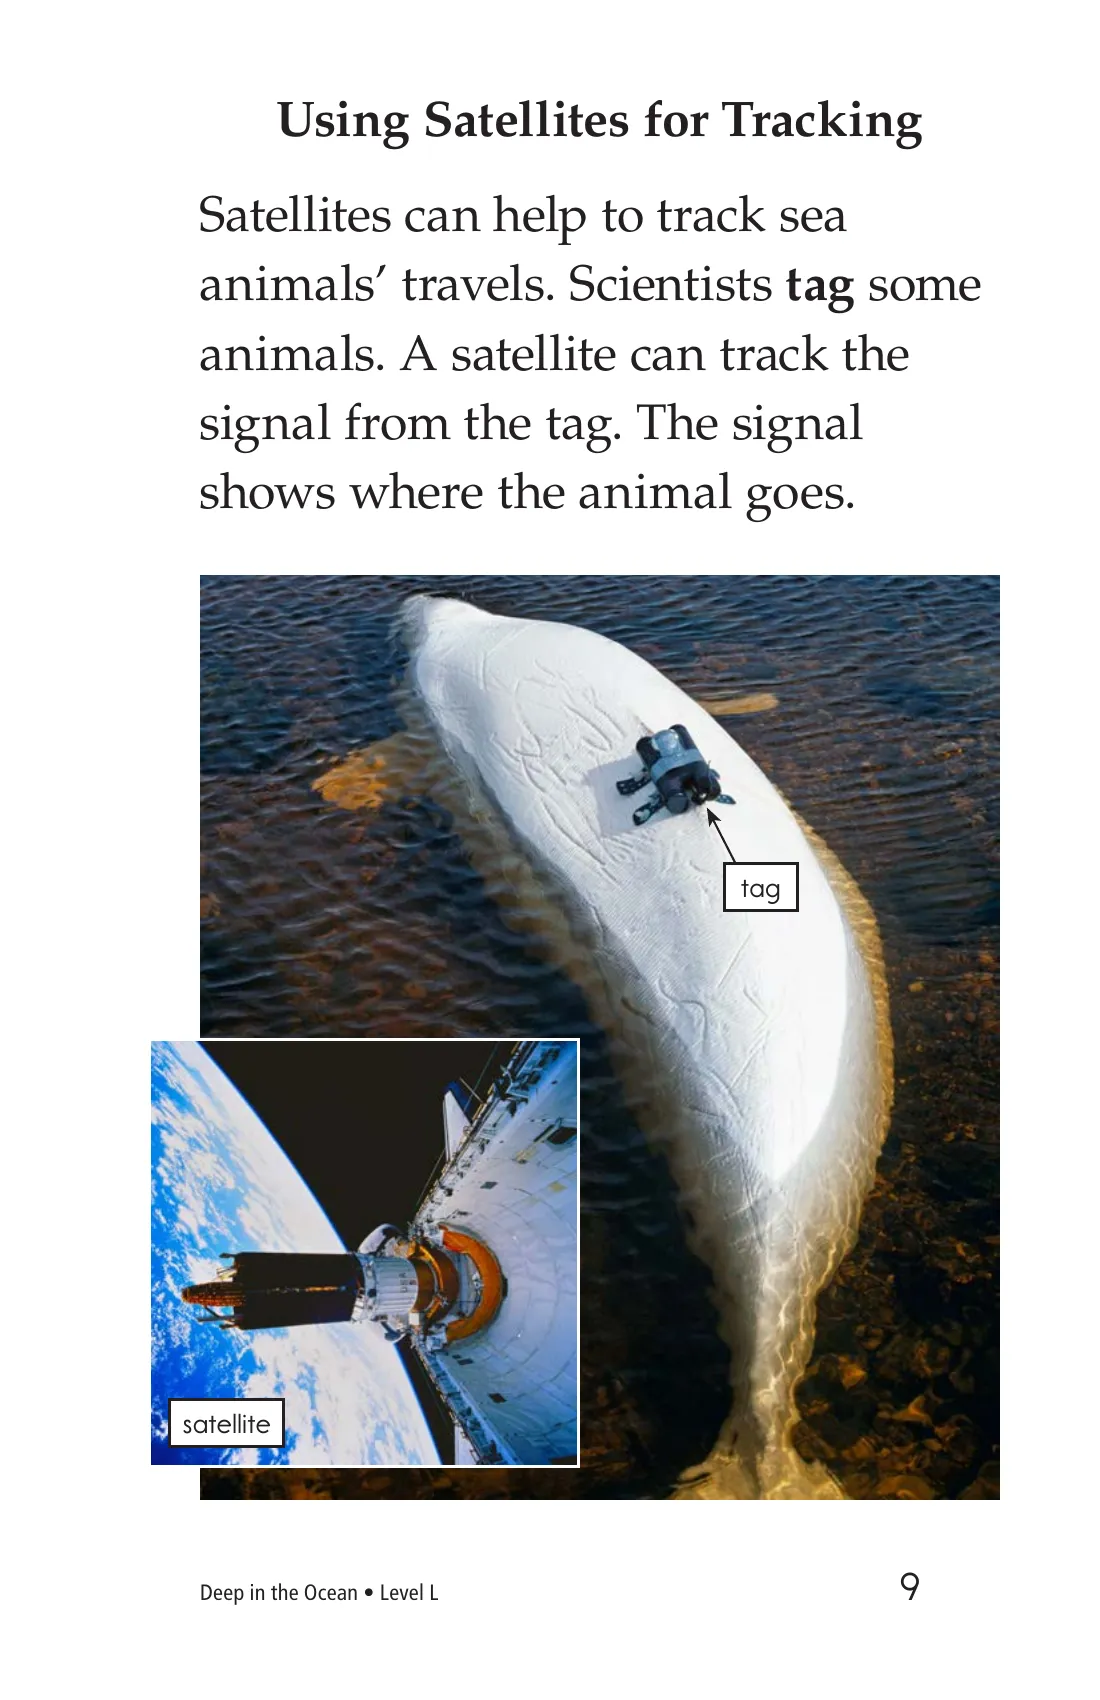 Using Satellites for Tracking
Satellites can help to track sea
animals’ travels. Scientists tag some
animals. A satellite can track the
signal from the tag. The signal
shows where the animal goes.
tag
satellite
Deep in the Ocean • Level L
9